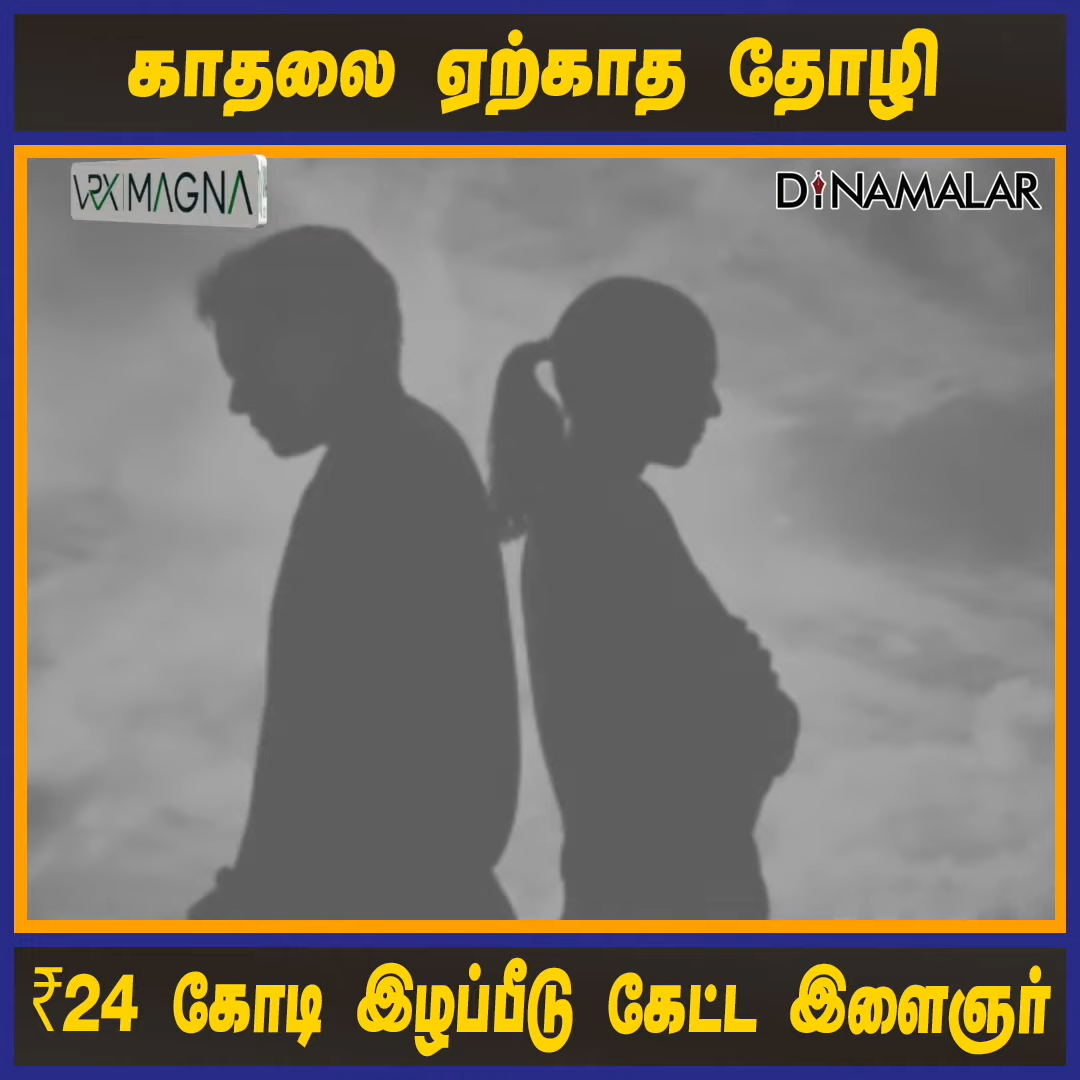 காதலை ஏற்காத தோழி
VRX MAGNA
DINAMALAR
₹24 கோடி இழப்பீடு கேட்ட இளைஞர்